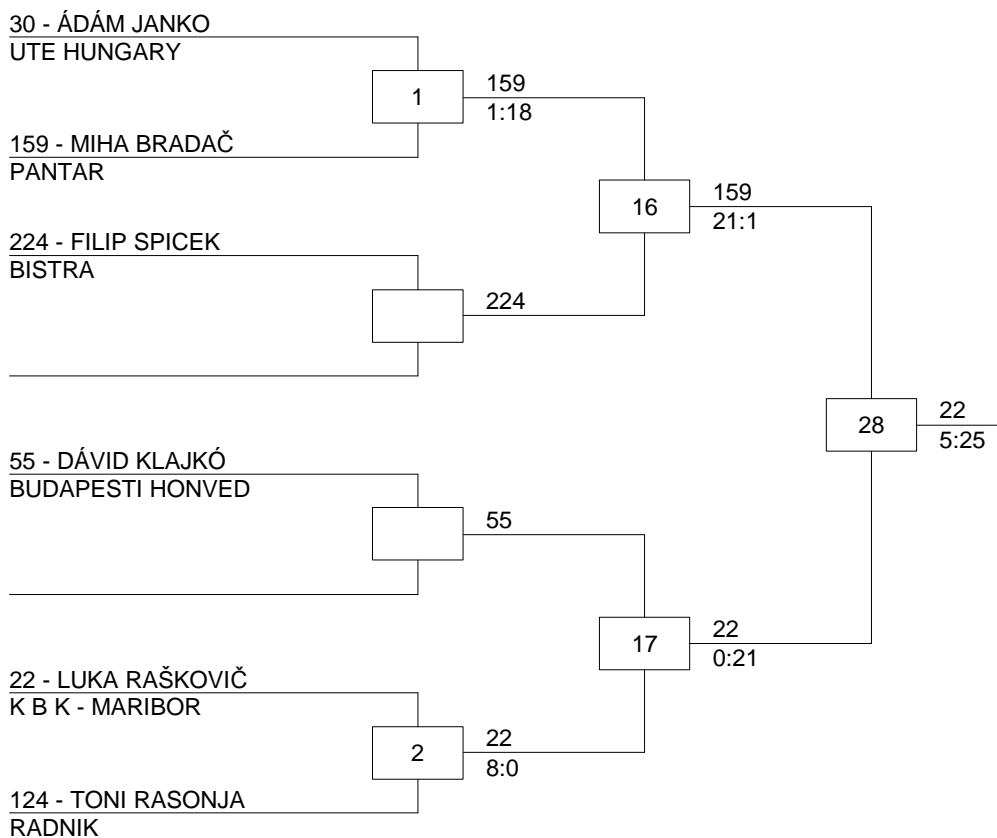 30 - ÁDÁM JANKO
UTE HUNGARY
1
159
1:18
159 - MIHA BRADAČ
PANTAR
16
159
21:1
224 - FILIP SPICEK
BISTRA
224
28
22
5:25
55 - DÁVID KLAJKÓ
BUDAPESTI HONVED
55
17
22
0:21
22 - LUKA RAŠKOVIČ
K B K - MARIBOR
2
22
8:0
124 - TONI RASONJA
RADNIK